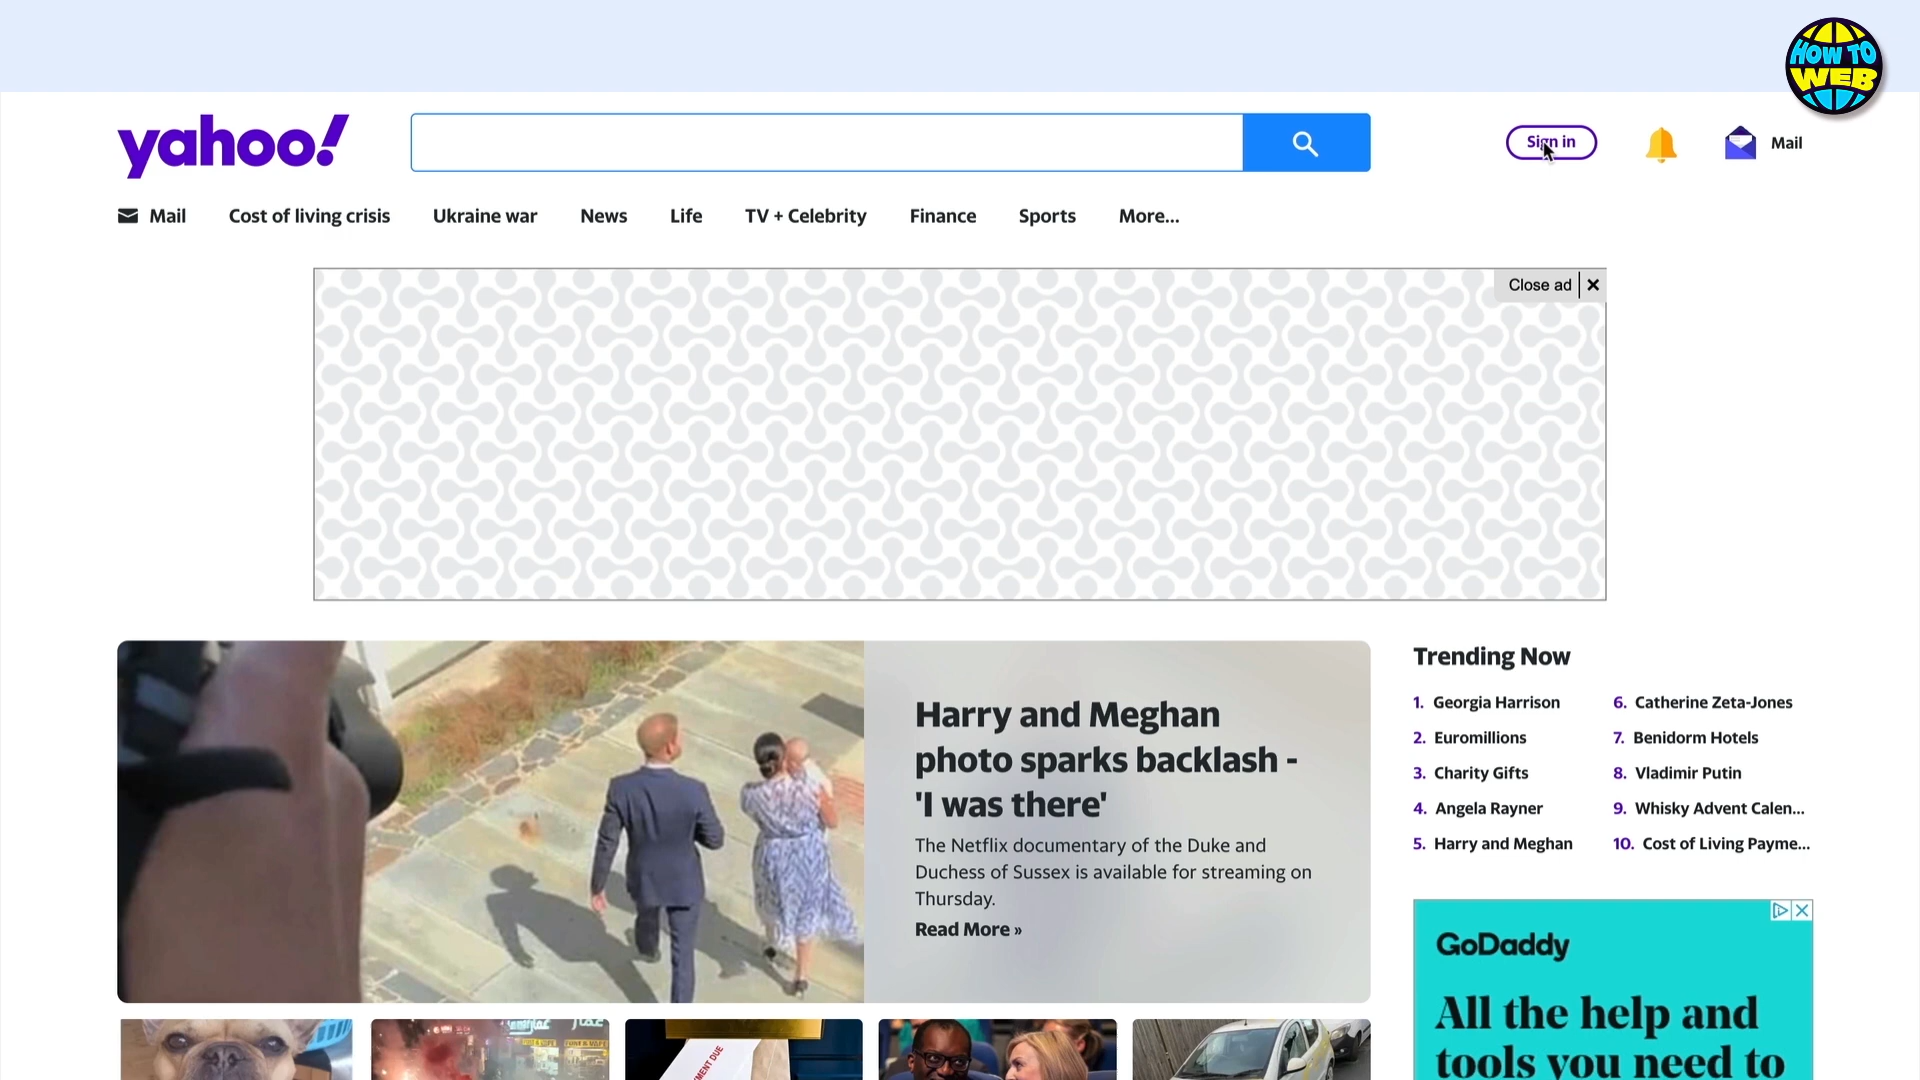 HOW TO
WEB
yahoo!
Sign in
Mail
Mail
Cost of living crisis
Ukraine war
News
Life
TV + Celebrity
Finance
Sports
More...
Close ad
Harry and Meghan
photo sparks backlash -
'I was there'
The Netflix documentary of the Duke and
Duchess of Sussex is available for streaming on
Thursday.
Read More »
Trending Now
1. Georgia Harrison
2. Euromillions
3. Charity Gifts
4. Angela Rayner
5. Harry and Meghan
6. Catherine Zeta-Jones
7. Benidorm Hotels
8. Vladimir Putin
9. Whisky Advent Calen...
10. Cost of Living Payme...
GoDaddy
All the help and
tools you need to